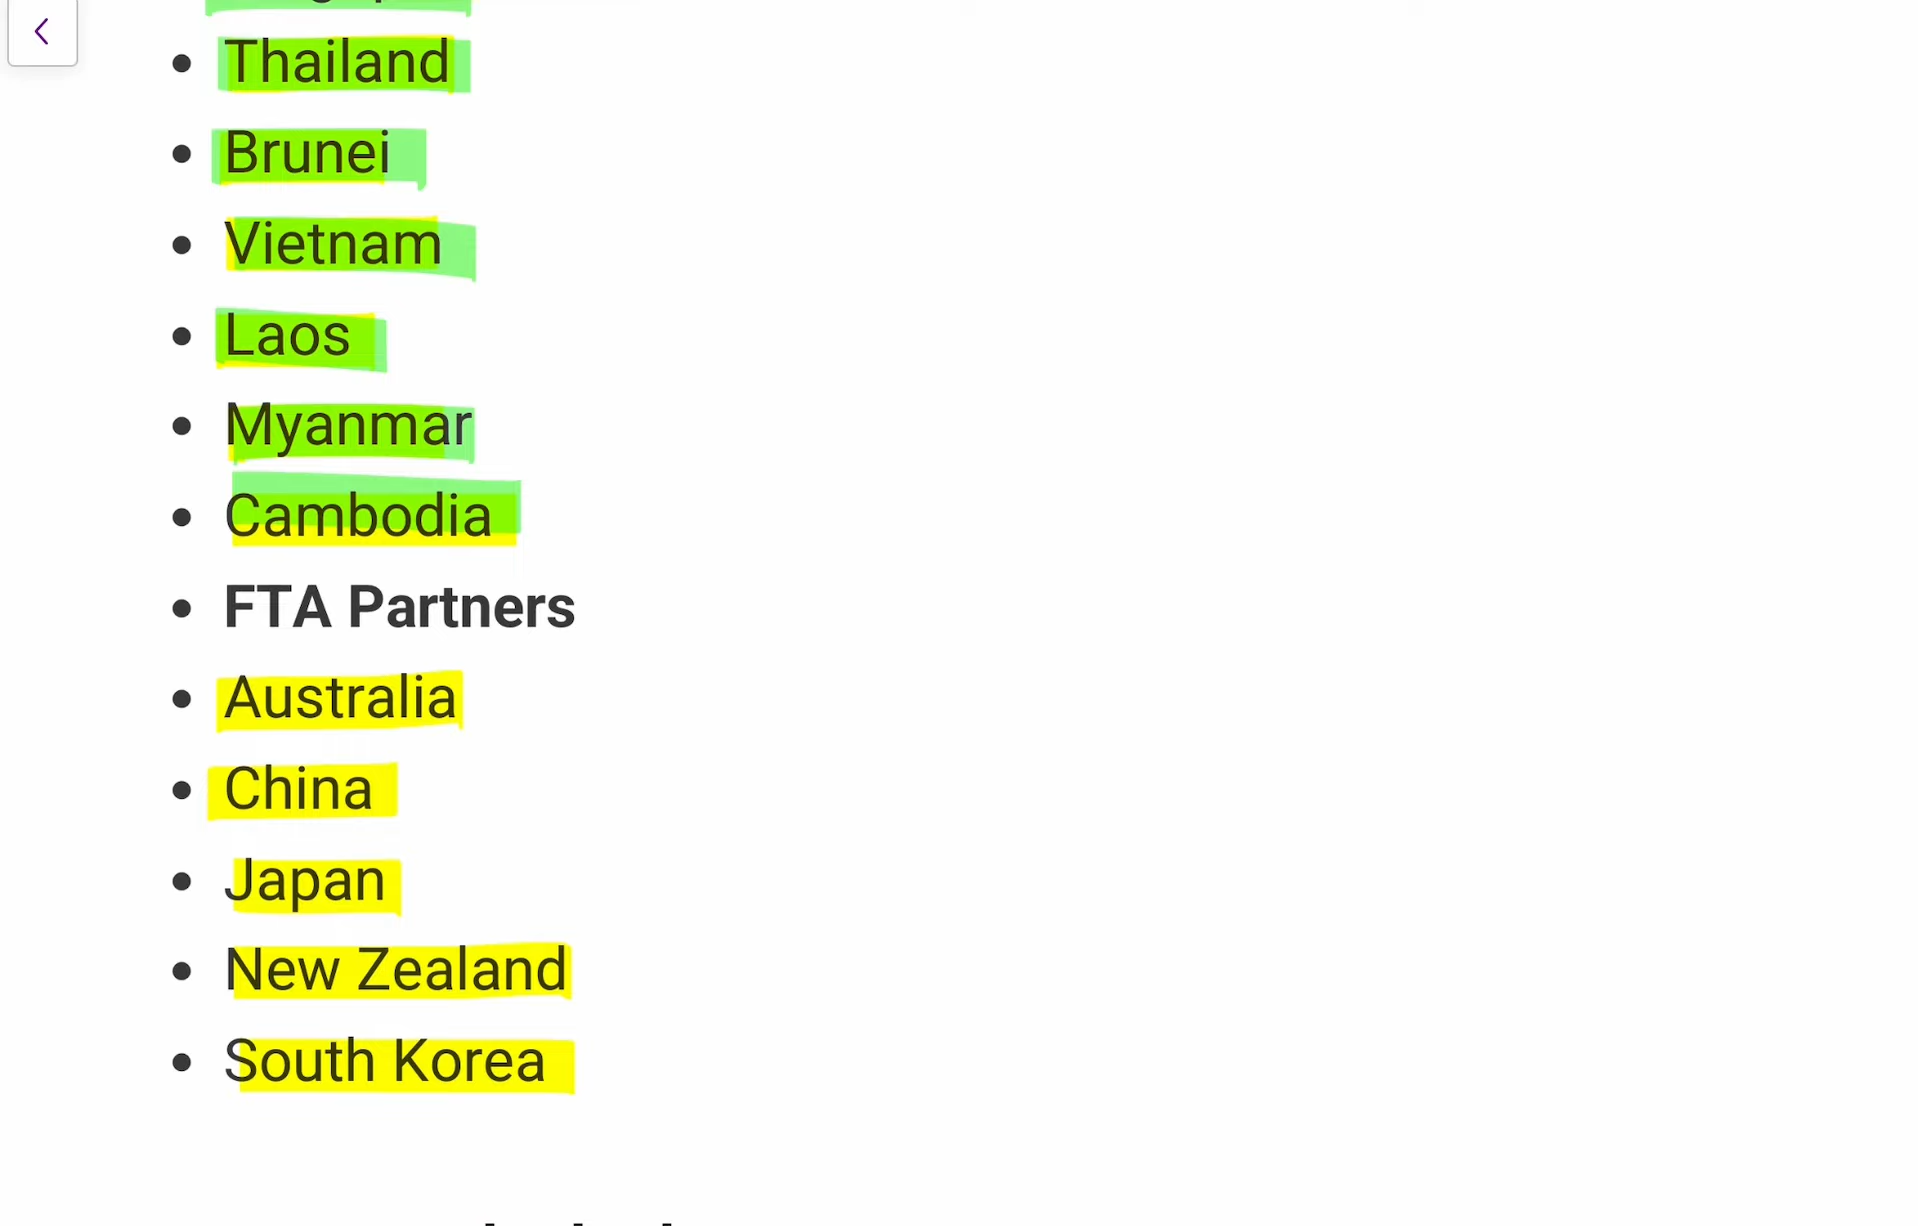 Thailand
Brunei
Vietnam
Laos
Myanmar
Cambodia
FTA Partners
Australia
China
Japan
New Zealand
South Korea